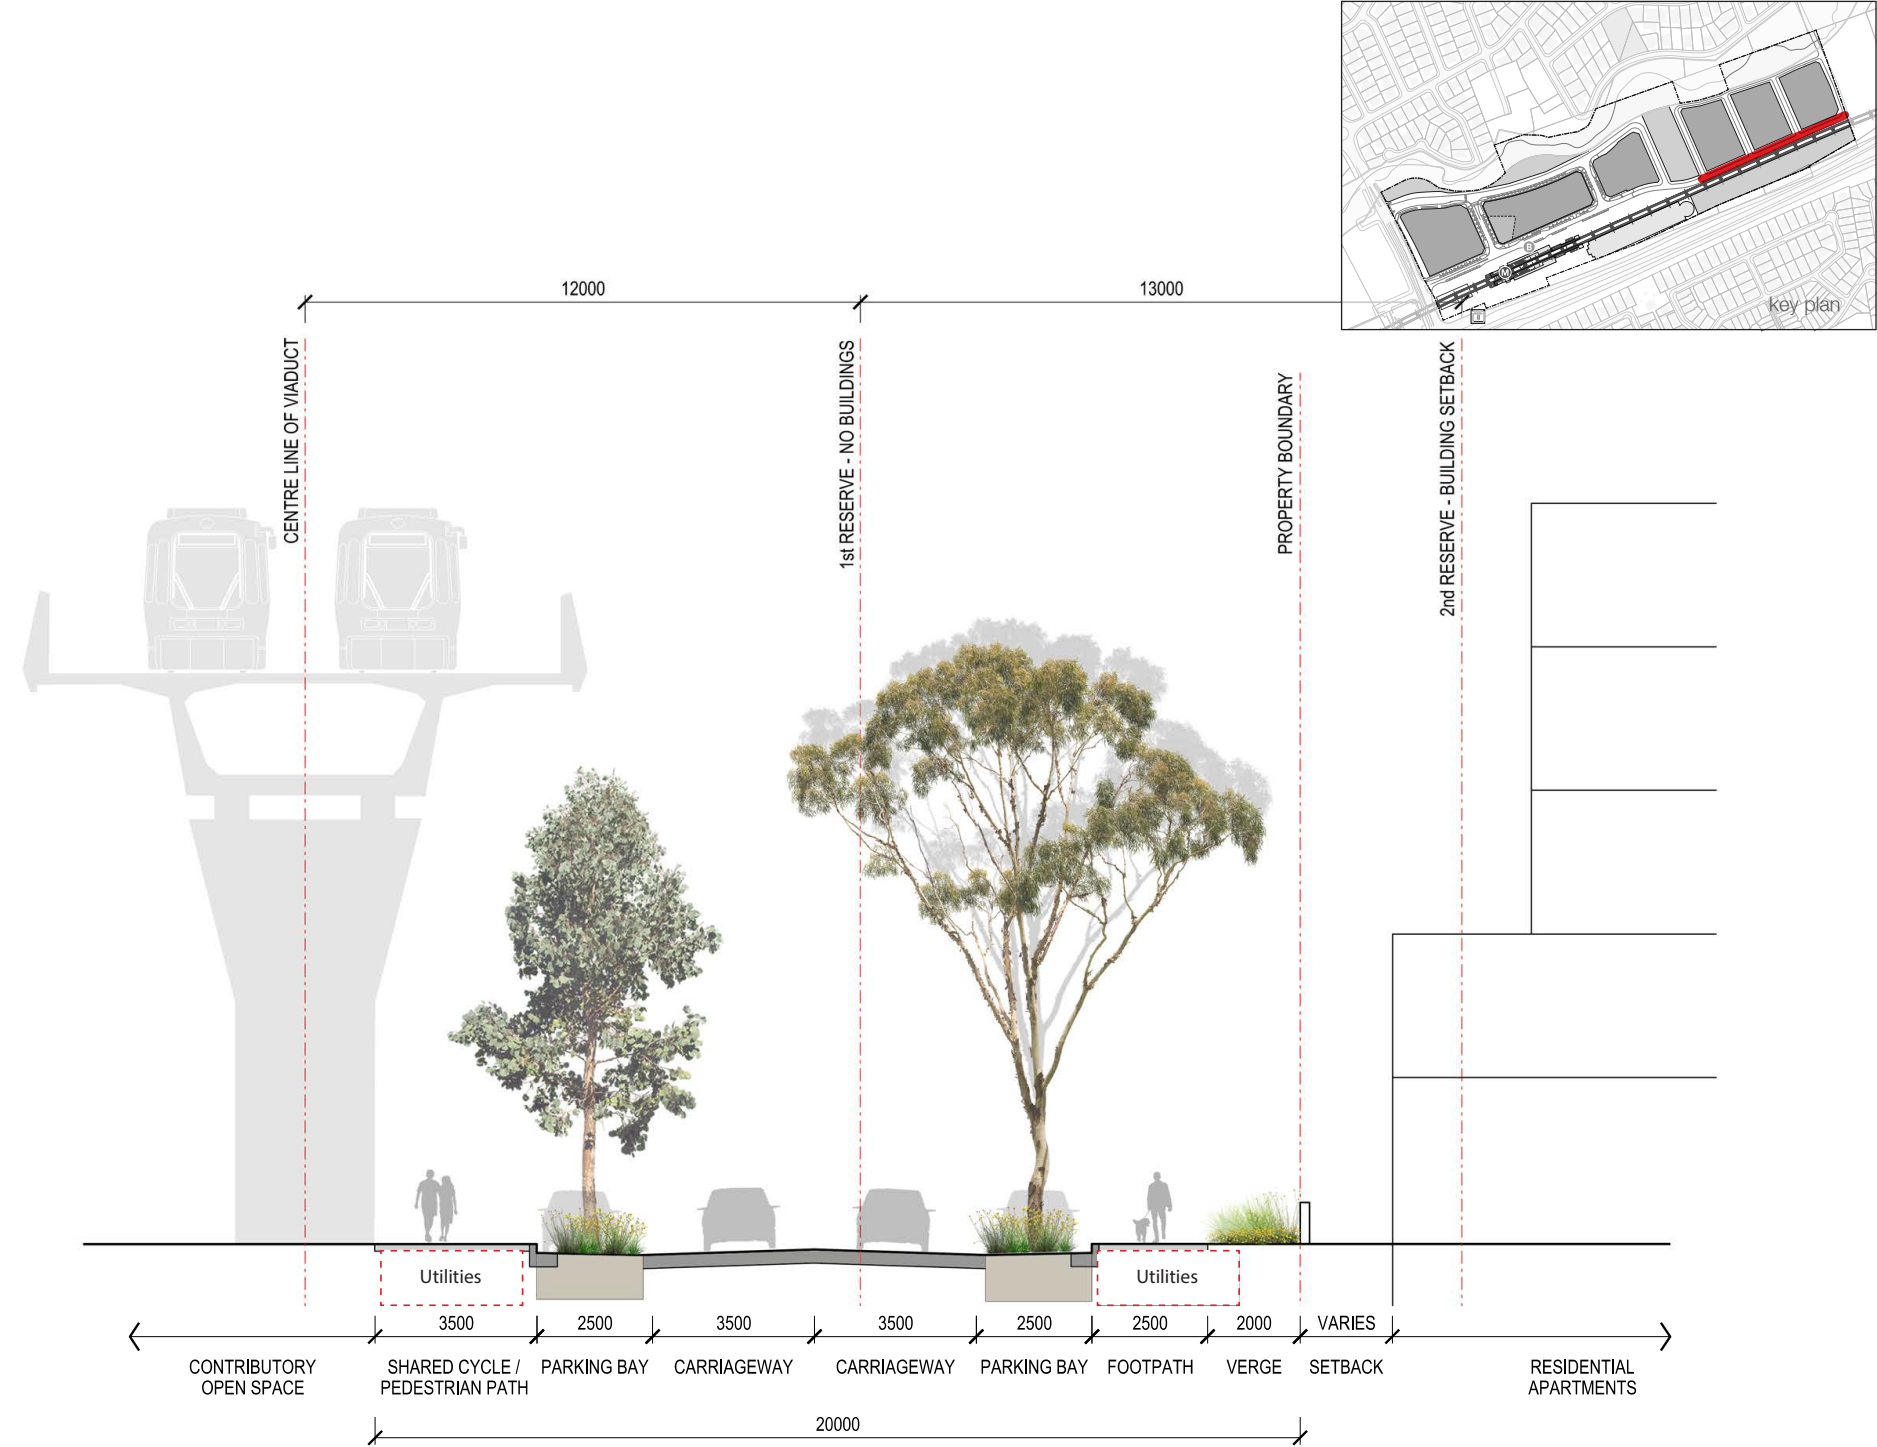 key plan
B
M
12000
13000
CENTRE LINE OF VIADUCT
1st RESERVE - NO BUILDINGS
PROPERTY BOUNDARY
2nd RESERVE - BUILDING SETBACK
Utilities
Utilities
3500
2500
3500
3500
2500
2500
2000
VARIES
CONTRIBUTORY
OPEN SPACE
SHARED CYCLE /
PEDESTRIAN PATH
PARKING BAY
CARRIAGEWAY
CARRIAGEWAY
PARKING BAY
FOOTPATH
VERGE
SETBACK
RESIDENTIAL
APARTMENTS
20000